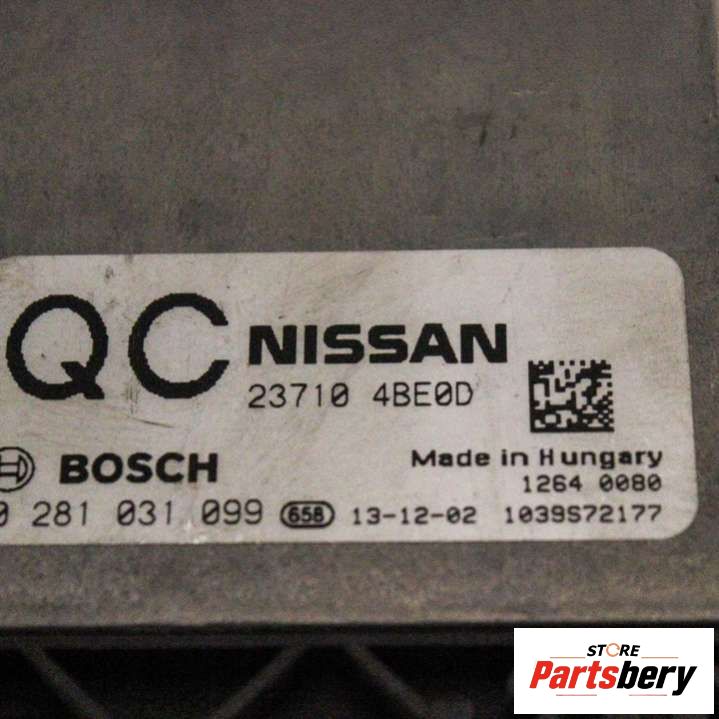 QC NISSAN
23710 4BE0D
BOSCH
Made in Hungary
1264 0080
0 281 031 099 658 13-12-02 1039S72177
STORE
Partsbery